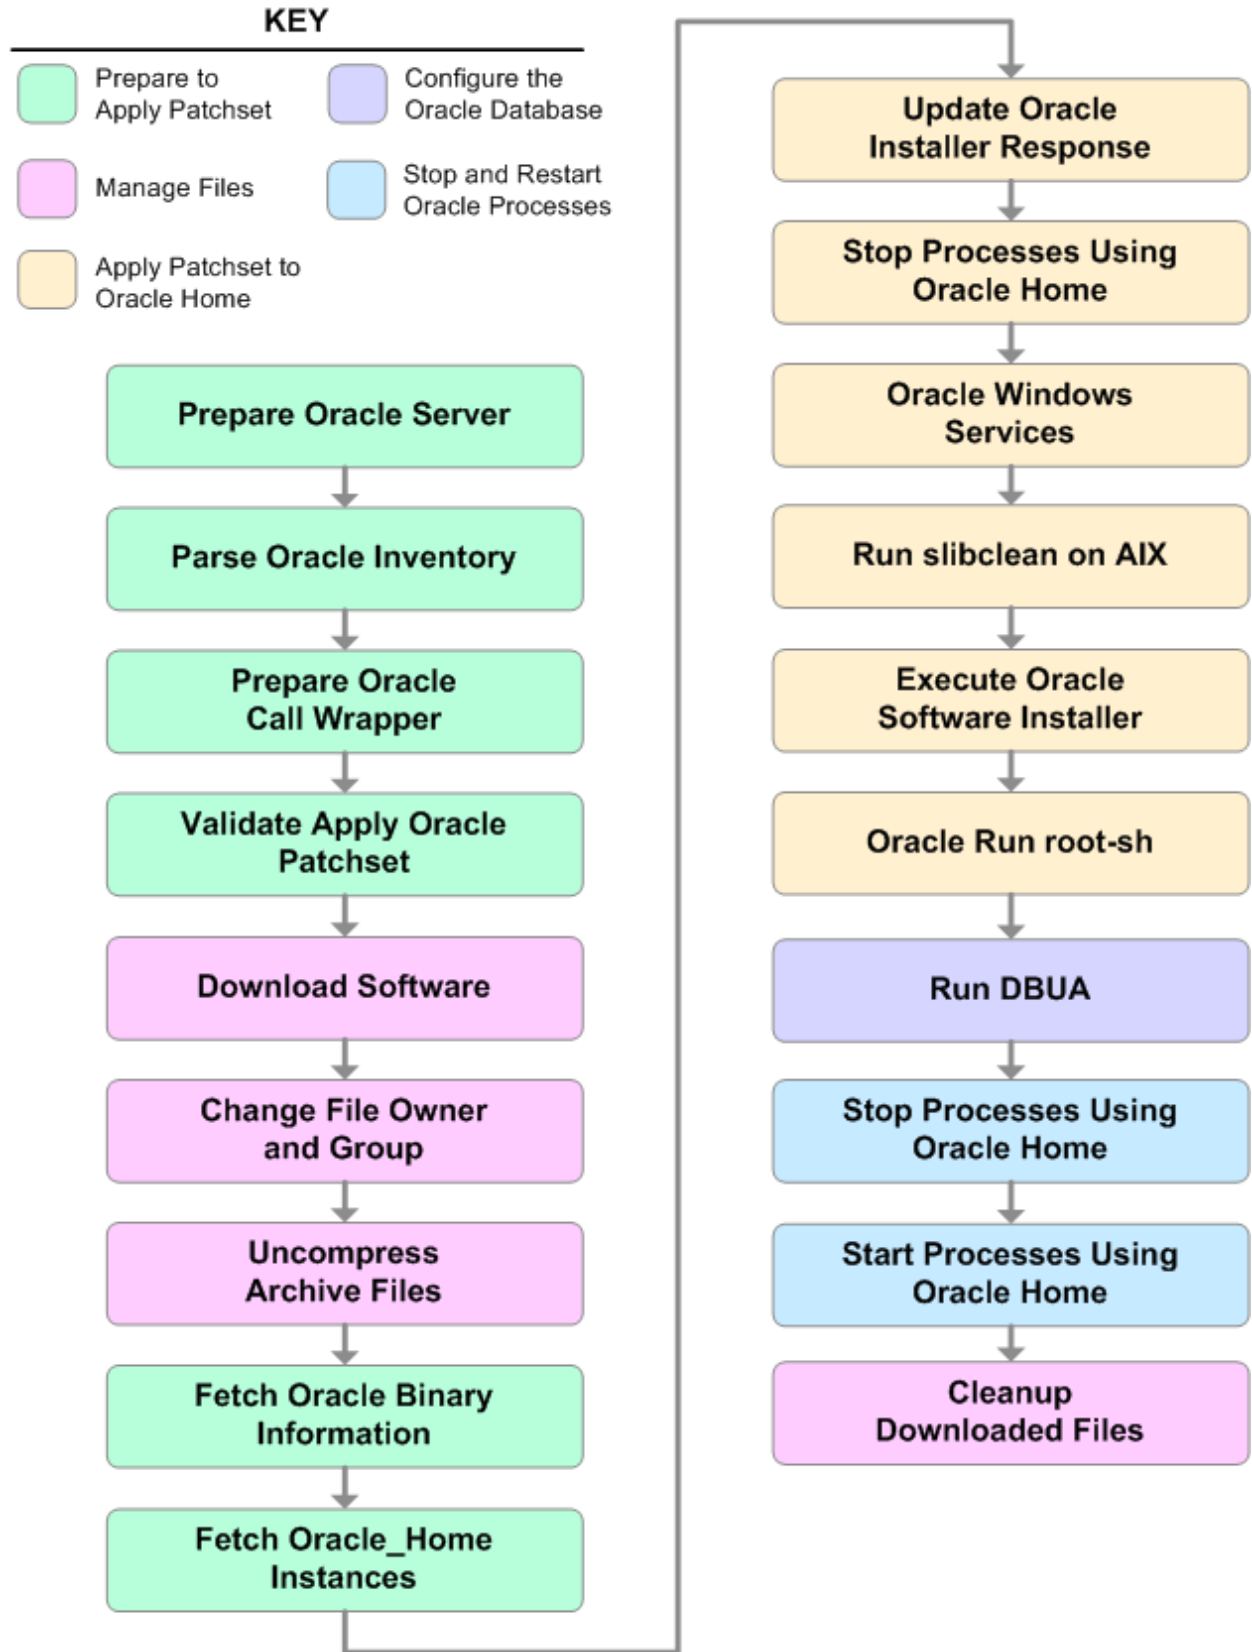 KEY
Prepare to
Apply Patchset
Configure the
Oracle Database
Manage Files
Stop and Restart
Oracle Processes
Apply Patchset to
Oracle Home
Prepare Oracle Server
Parse Oracle Inventory
Prepare Oracle
Call Wrapper
Validate Apply Oracle
Patchset
Download Software
Change File Owner
and Group
Uncompress
Archive Files
Fetch Oracle Binary
Information
Fetch Oracle_Home
Instances
Update Oracle
Installer Response
Stop Processes Using
Oracle Home
Oracle Windows
Services
Run slibclean on AIX
Execute Oracle
Software Installer
Oracle Run root-sh
Run DBUA
Stop Processes Using
Oracle Home
Start Processes Using
Oracle Home
Cleanup
Downloaded Files